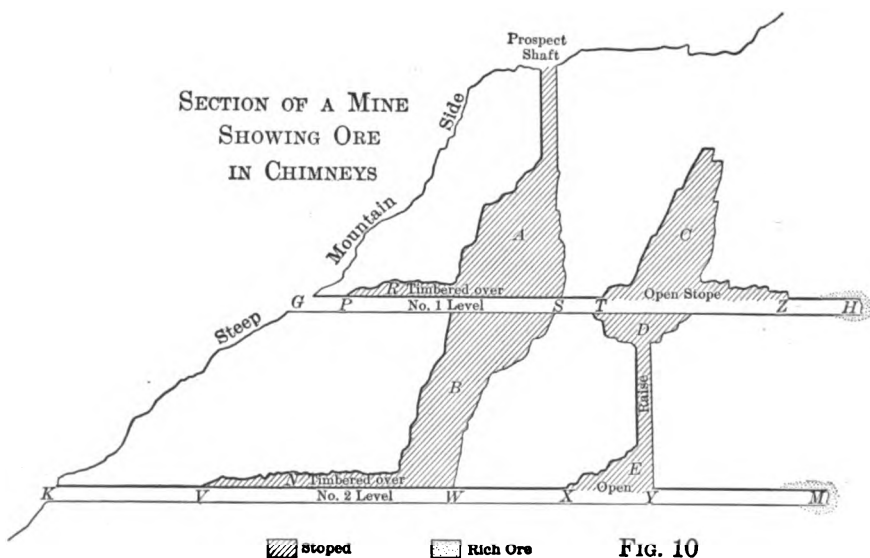 Prospect
Shaft
SECTION OF A MINE
SHOWING ORE
IN CHIMNEYS
Side
Mountain
Steep
A
C
R Timbered over
Open Stope
G
P
No. 1 Level
S
T
Z
H
D
B
Raise
E
N Timbered over
Open
K
V
No. 2 Level
W
X
Y
M
Stoped
Rich Ore
FIG. 10